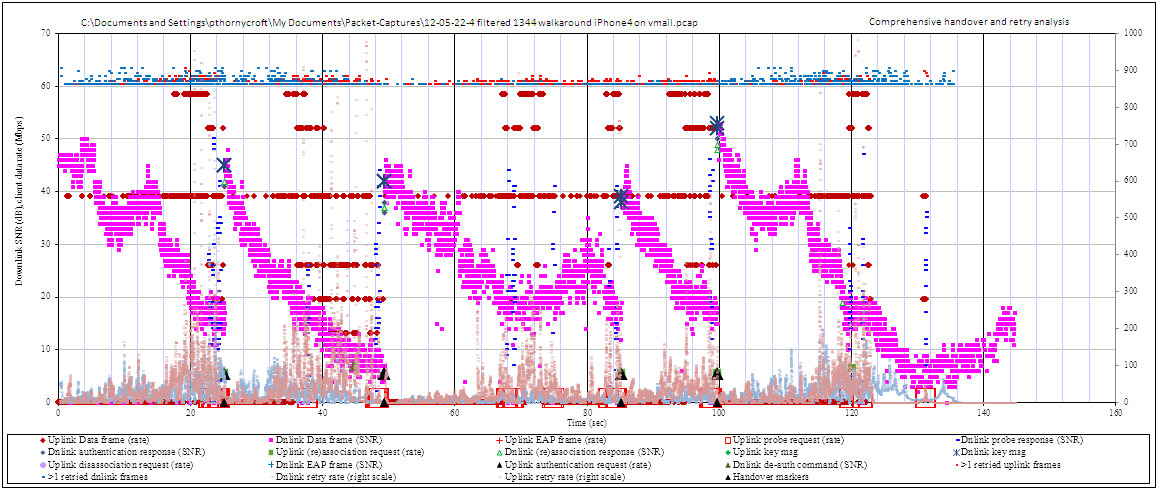 C:\Documents and Settings\pthornycroft\My Documents\Packet-Captures\12-05-22-4 filtered 1344 walkaround iPhone4 on vmail.pcap
Comprehensive handover and retry analysis
70
60
50
40
30
20
10
0
Downlink SNR (dB), client data rate (Mbps)
1000
900
800
700
600
500
400
300
200
100
0
0 20 40 60 80 100 120 140 160
Time (sec)
Uplink Data frame (rate) Dnlink Data frame (SNR) Uplink EAP frame (rate) Uplink probe request (rate) Dnlink probe response (SNR)
Dnlink authentication response (SNR) Uplink (re)association request (rate) Dnlink (re)association response (SNR) Uplink key msg Dnlink key msg
Uplink disassociation request (rate) Dnlink EAP frame (SNR) Uplink authentication request (rate) Dnlink de-auth command (SNR) >1 retried uplink frames
>1 retried dnlink frames Dnlink retry rate (right scale) Uplink retry rate (right scale) Handover markers